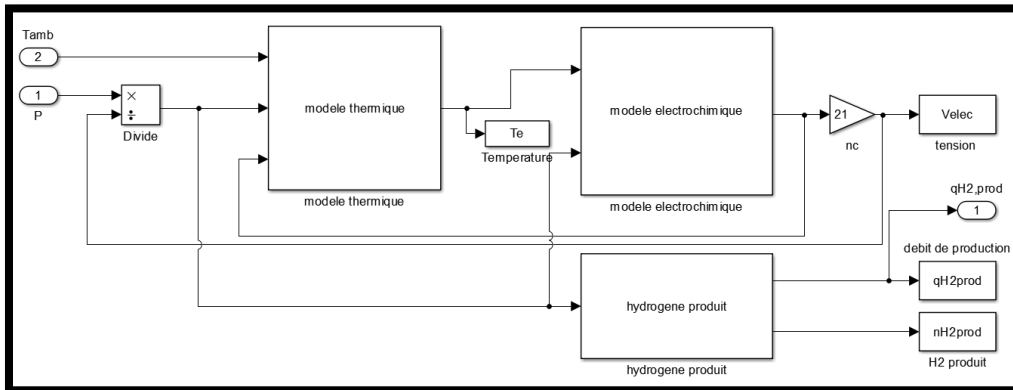 Tamb
2
1
P
×
÷
Divide
modele thermique
modele thermique
Te
Temperature
modele electrochimique
modele electrochimique
21
nc
Velec
tension
qH2,prod
1
debit de production
qH2prod
hydrogene produit
hydrogene produit
nH2prod
H2 produit